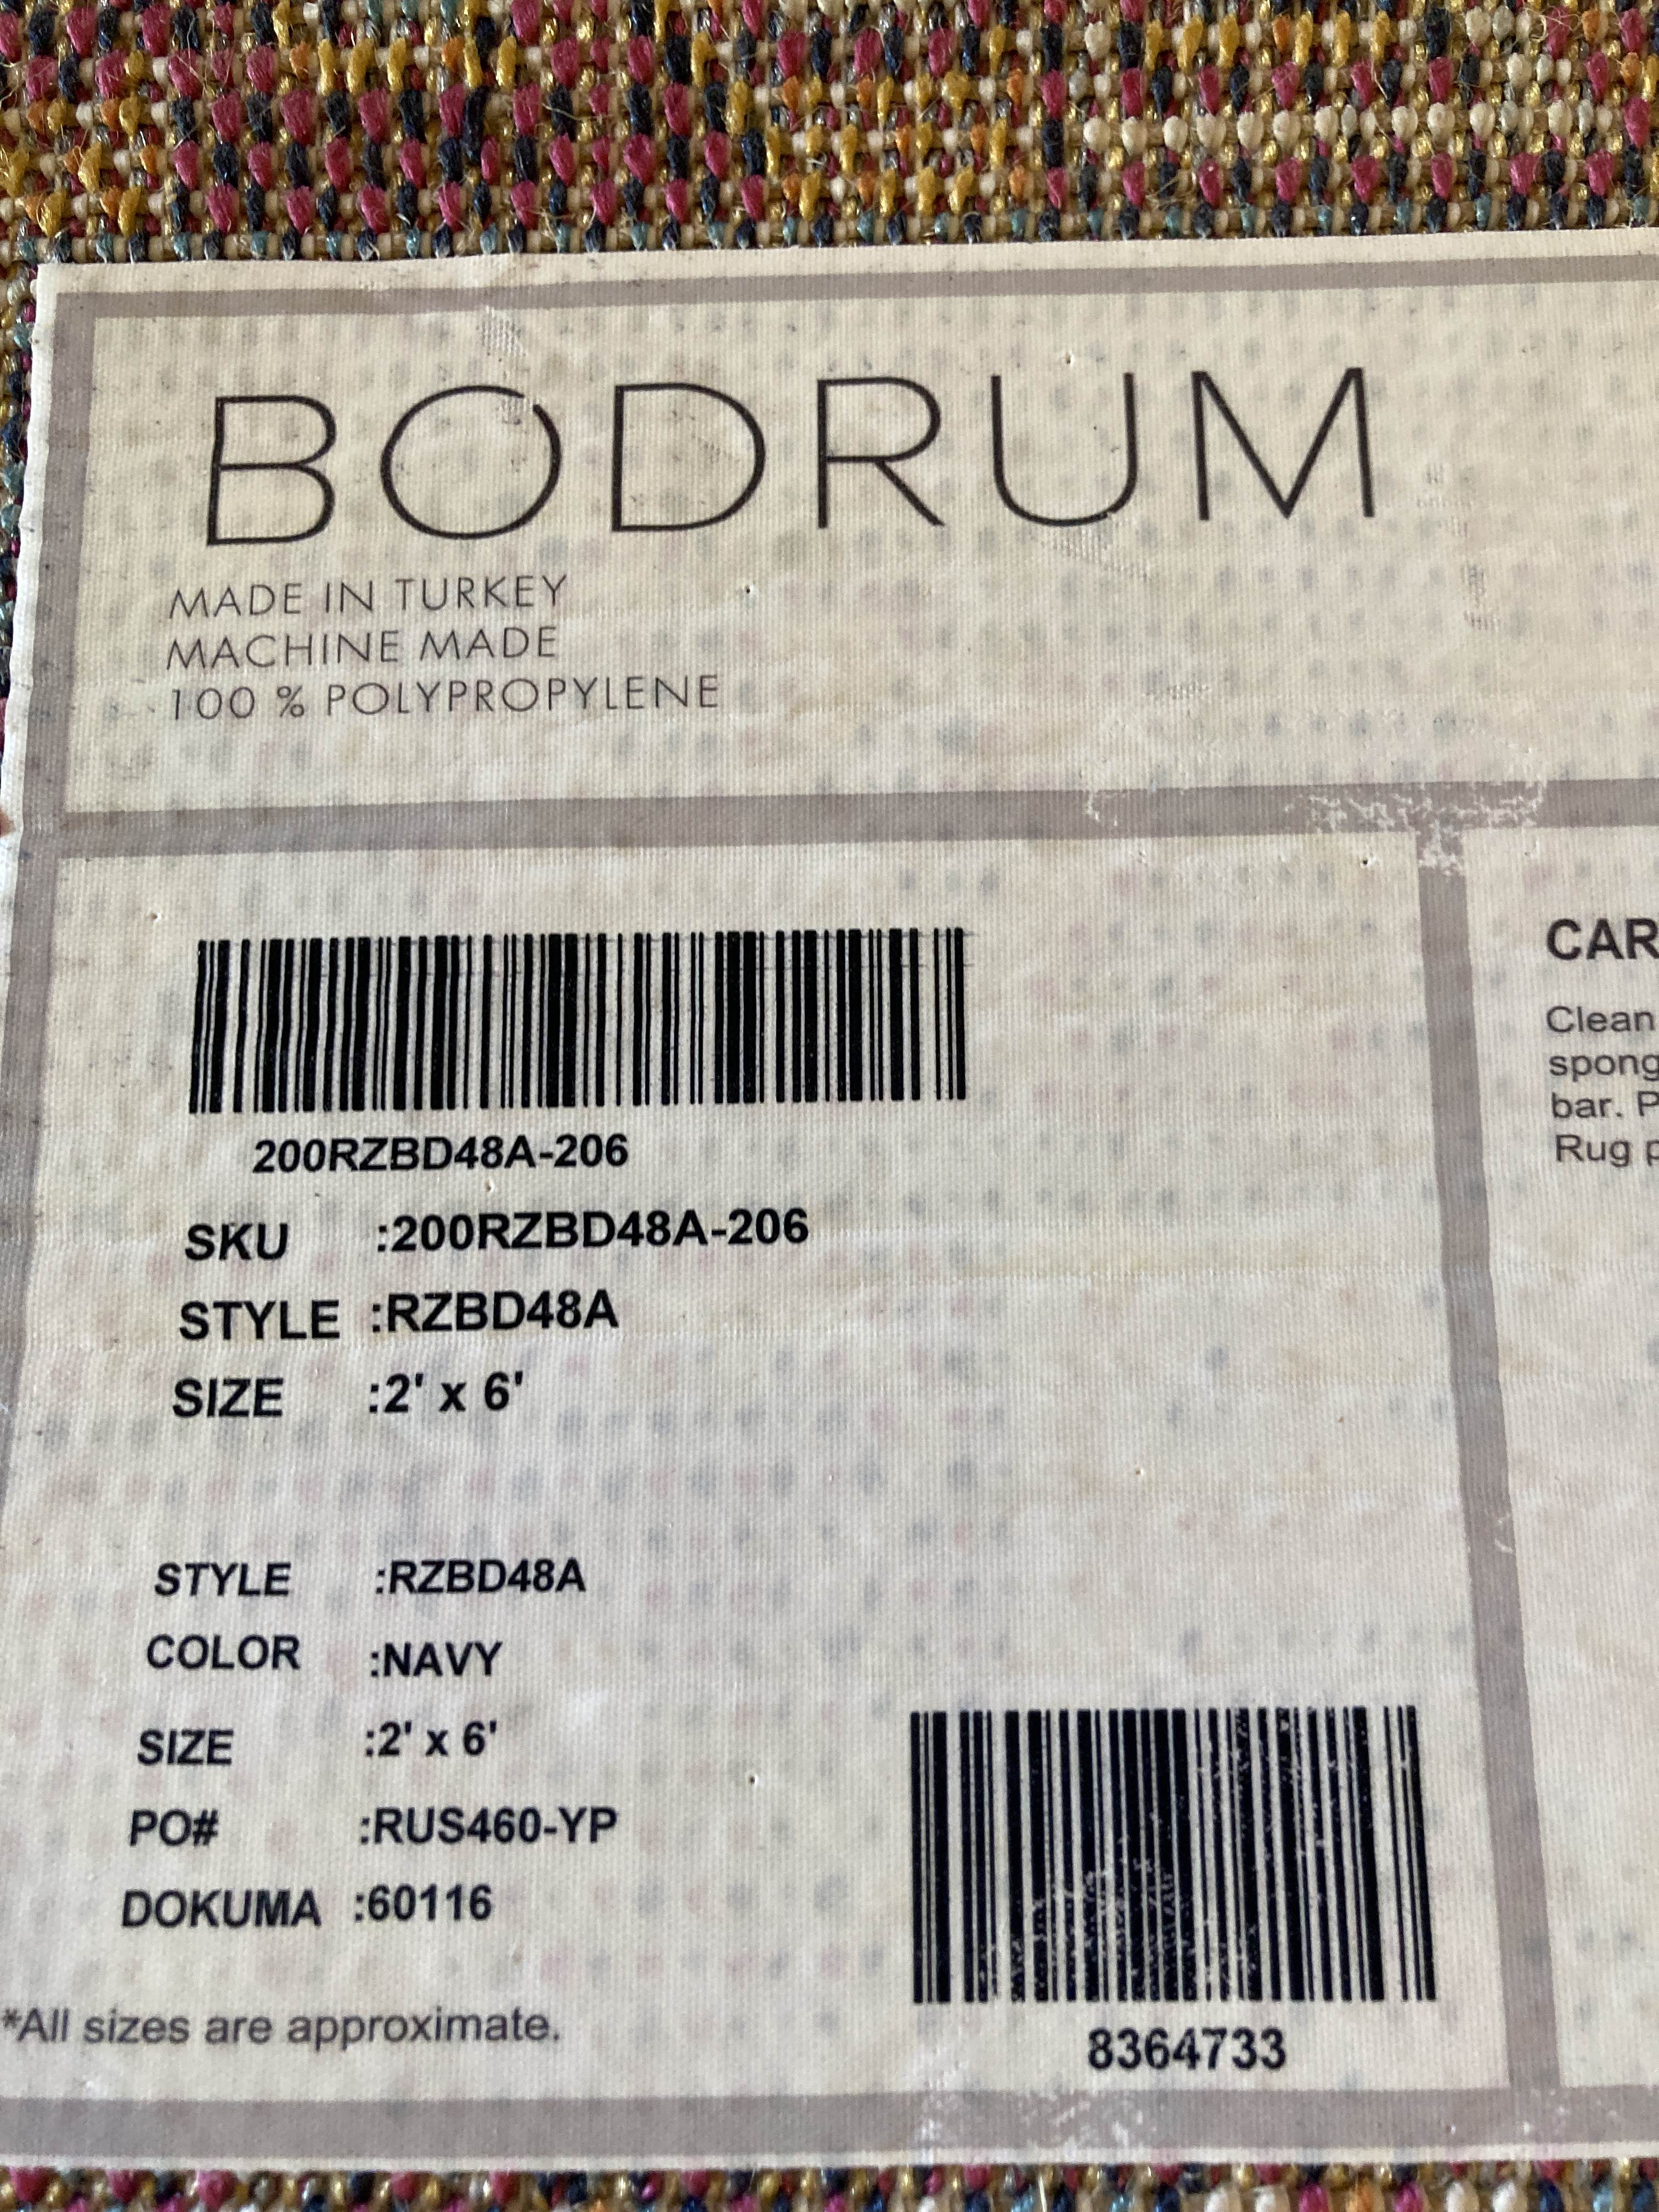 BODRUM
MADE IN TURKEY
MACHINE MADE
100 % POLYPROPYLENE
200RZBD48A-206
SKU :200RZBD48A-206
STYLE :RZBD48A
SIZE :2' x 6'
STYLE :RZBD48A
COLOR :NAVY
SIZE :2' x 6'
PO# :RUS460-YP
DOKUMA :60116
*All sizes are approximate.
8364733
CAR
Clean
spong
bar. P
Rug p